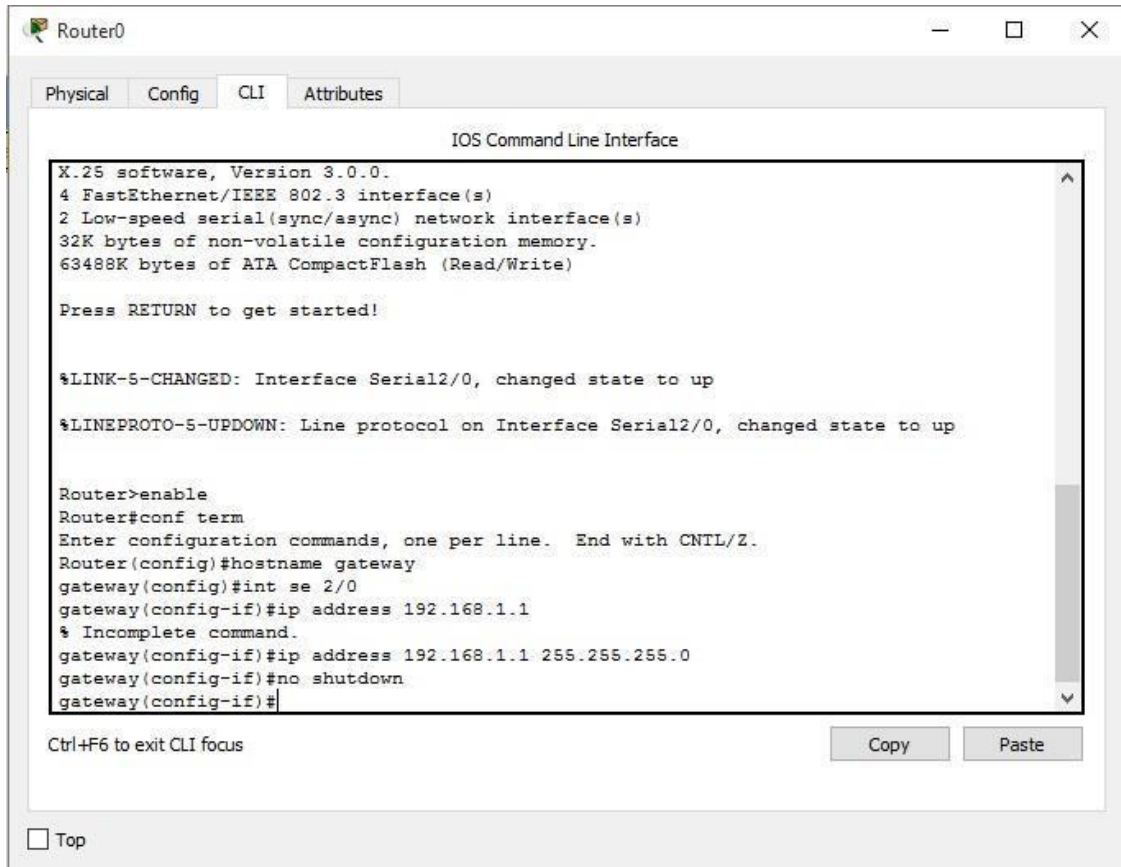 Router0
Physical Config CLI Attributes
IOS Command Line Interface
X.25 software, Version 3.0.0.
4 FastEthernet/IEEE 802.3 interface(s)
2 Low-speed serial(sync/async) network interface(s)
32K bytes of non-volatile configuration memory.
63488K bytes of ATA CompactFlash (Read/Write)
Press RETURN to get started!
%LINK-5-CHANGED: Interface Serial2/0, changed state to up
%LINEPROTO-5-UPDOWN: Line protocol on Interface Serial2/0, changed state to up
Router>enable
Router#conf term
Enter configuration commands, one per line.  End with CNTL/Z.
Router(config)#hostname gateway
gateway(config)#int se 2/0
gateway(config-if)#ip address 192.168.1.1
% Incomplete command.
gateway(config-if)#ip address 192.168.1.1 255.255.255.0
gateway(config-if)#no shutdown
gateway(config-if)#
Ctrl+F6 to exit CLI focus
Copy Paste
Top